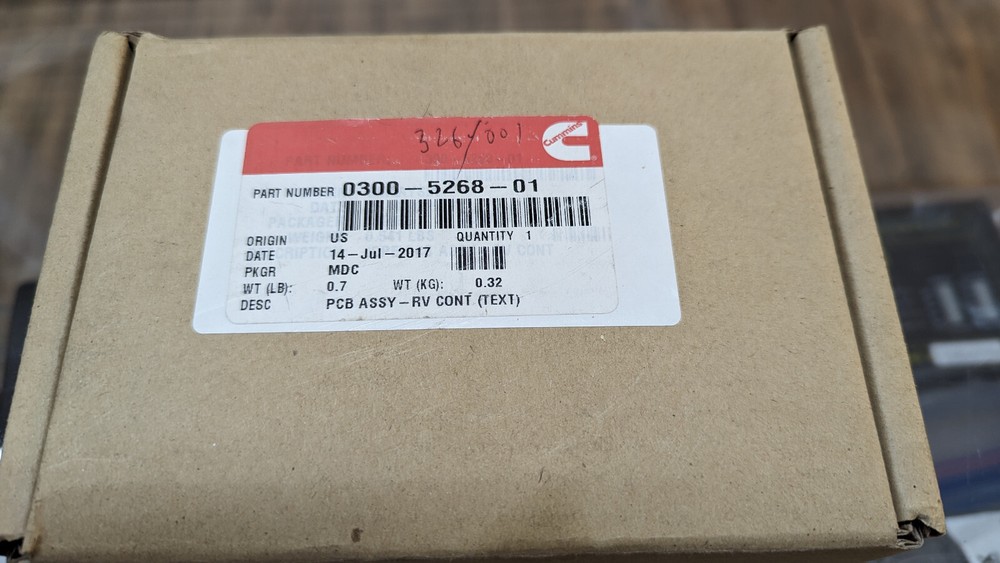 326/001
Cummins
PART NUMBER 0300-5268-01
ORIGIN US QUANTITY 1
DATE 14-Jul-2017
PKGR MDC
WT (LB): 0.7 WT (KG): 0.32
DESC PCB ASSY-RV CONT (TEXT)